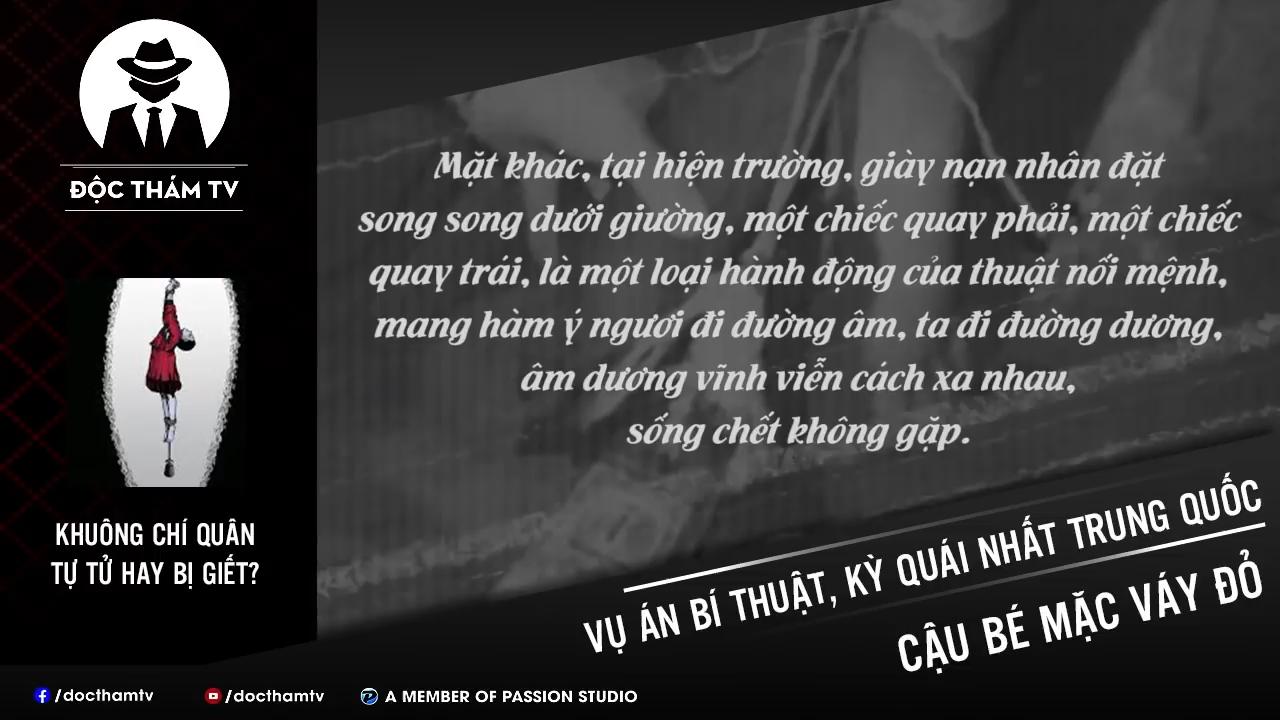 ĐỘC THÁM TV
KHUÔNG CHÍ QUÂN
TỰ TỬ HAY BỊ GIẾT?
Mặt khác, tại hiện trường, giày nạn nhân đặt
song song dưới giường, một chiếc quay phải, một chiếc
quay trái, là một loại hành động của thuật nối mệnh,
mang hàm ý ngươi đi đường âm, ta đi đường dương,
âm dương vĩnh viễn cách xa nhau,
sống chết không gặp.
VỤ ÁN BÍ THUẬT, KỲ QUÁI NHẤT TRUNG QUỐC
CẬU BÉ MẶC VÁY ĐỎ
/docthamtv
/docthamtv
A MEMBER OF PASSION STUDIO